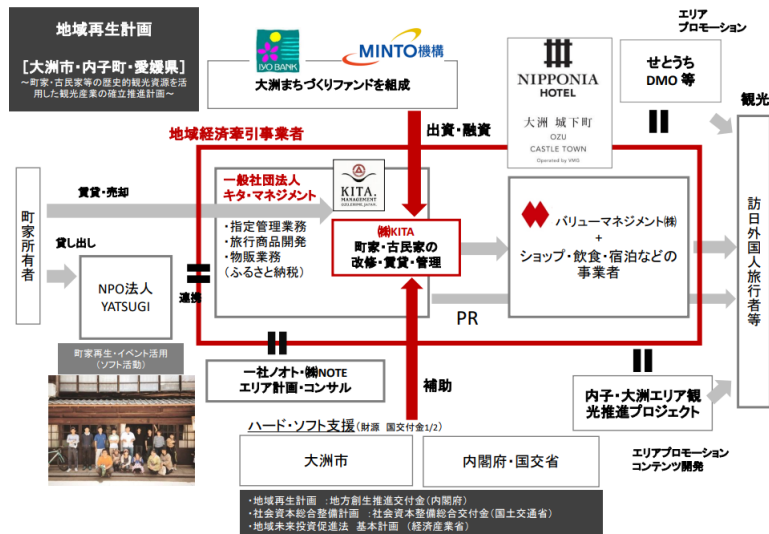 地域再生計画
［大洲市・内子町・愛媛県］
～町家・古民家等の歴史的観光資源を活
用した観光産業の確立推進計画～
IYO BANK
MINTO機構
大洲まちづくりファンドを組成
NIPPONIA
HOTEL
大洲 城下町
OZU
CASTLE TOWN
Operated by VMG
エリア
プロモーション
せとうち
DMO 等
観光
地域経済牽引事業者
出資・融資
賃貸・売却
町家所有者
貸し出し
NPO法人
YATSUGI
連携
一般社団法人
キタ・マネジメント
KITA.
MANAGEMENT
・指定管理業務
・旅行商品開発
・物販業務
（ふるさと納税）
㈱KITA
町家・古民家の
改修・賃貸・管理
バリューマネジメント㈱
+
ショップ・飲食・宿泊などの
事業者
訪日外国人旅行者等
PR
町家再生・イベント活用
（ソフト活動）
一社ノオト・㈱NOTE
エリア計画・コンサル
補助
内子・大洲エリア観
光推進プロジェクト
ハード・ソフト支援（財源 国交付金1/2）
大洲市
内閣府・国交省
エリアプロモーション
コンテンツ開発
・地域再生計画 ：地方創生推進交付金（内閣府）
・社会資本総合整備計画 ：社会資本整備総合交付金（国土交通省）
・地域未来投資促進法 基本計画 （経済産業省）